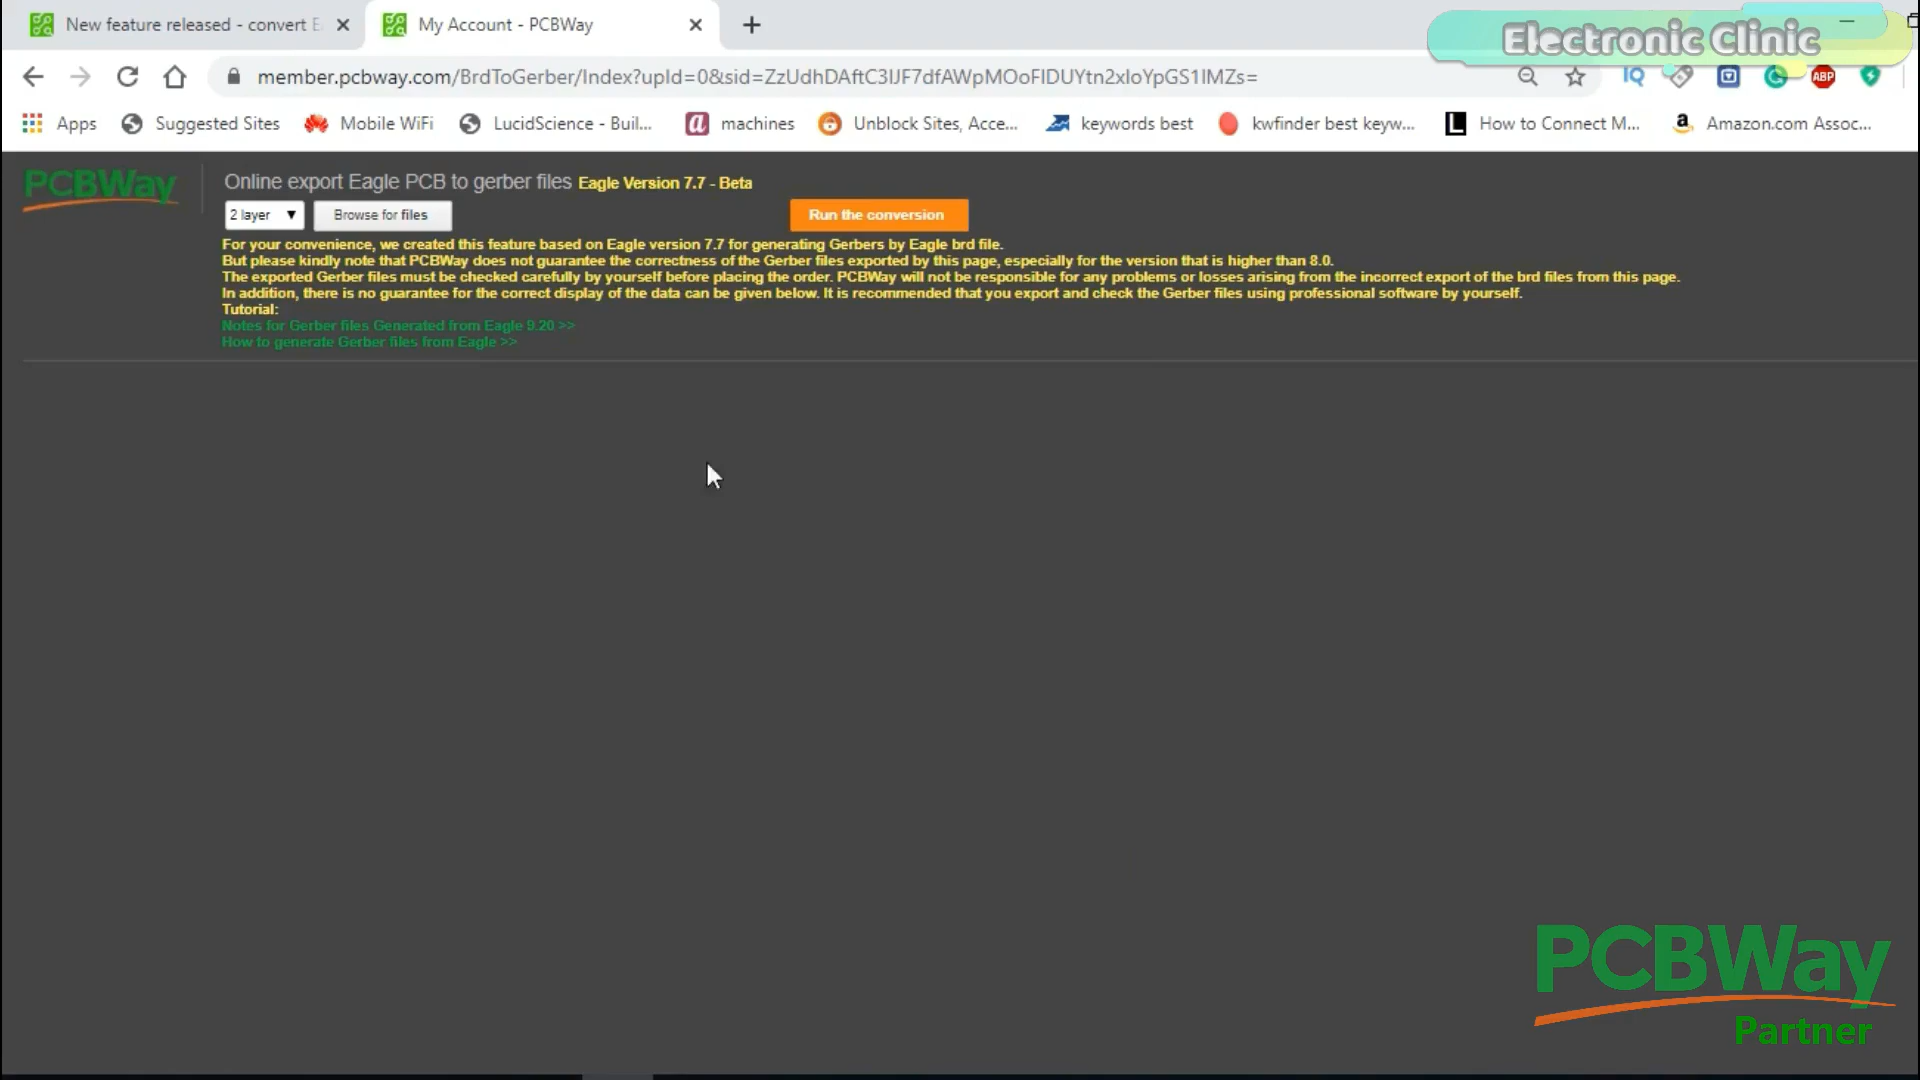 New feature released - convert E
My Account - PCBWay
Electronic Clinic
member.pcbway.com/BrdToGerber/Index?upId=0&sid=ZzUdhDAftC3IJF7dfAWpMOoFIDUYtn2xIoYpGS1IMZs=
IQ
ABP
Apps
Suggested Sites
Mobile WiFi
LucidScience - Buil...
machines
Unblock Sites, Acce...
keywords best
kwfinder best keyw...
How to Connect M...
Amazon.com Assoc...
PCBWay
Online export Eagle PCB to gerber files Eagle Version 7.7 - Beta
2 layer
Browse for files
Run the conversion
For your convenience, we created this feature based on Eagle version 7.7 for generating Gerbers by Eagle brd file.
But please kindly note that PCBWay does not guarantee the correctness of the Gerber files exported by this page, especially for the version that is higher than 8.0.
The exported Gerber files must be checked carefully by yourself before placing the order. PCBWay will not be responsible for any problems or losses arising from the incorrect export of the brd files from this page.
In addition, there is no guarantee for the correct display of the data can be given below. It is recommended that you export and check the Gerber files using professional software by yourself.
Tutorial:
Notes for Gerber files Generated from Eagle 9.20 >>
How to generate Gerber files from Eagle >>
PCBWay
Partner